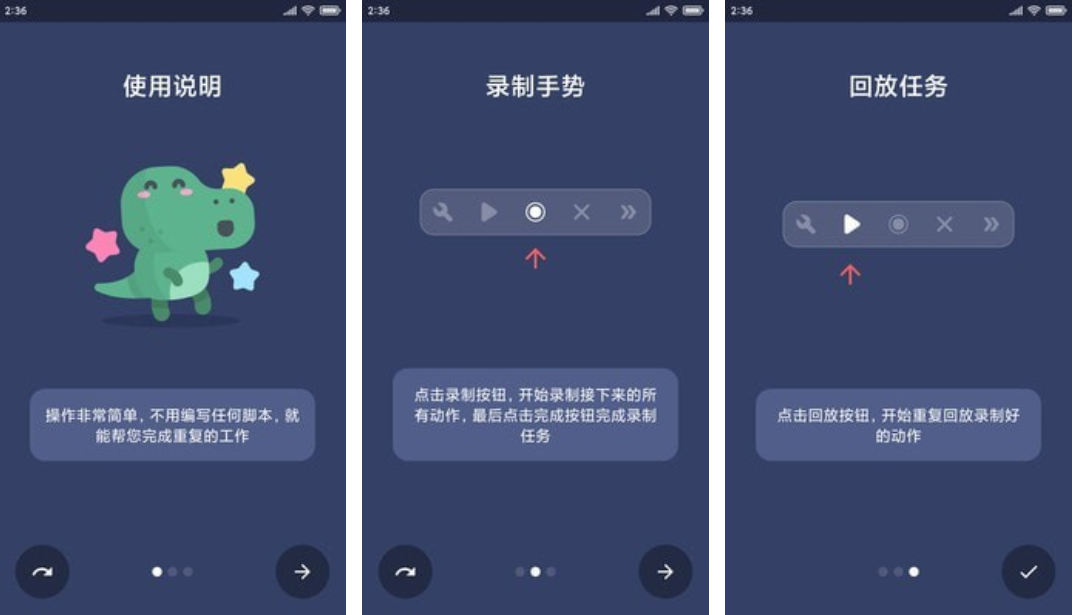 2:36
使用说明
操作非常简单，不用编写任何脚本，就
能帮您完成重复的工作
2:36
录制手势
点击录制按钮，开始录制接下来的所
有动作，最后点击完成按钮完成录制
任务
2:36
回放任务
点击回放按钮，开始重复回放录制好
的动作